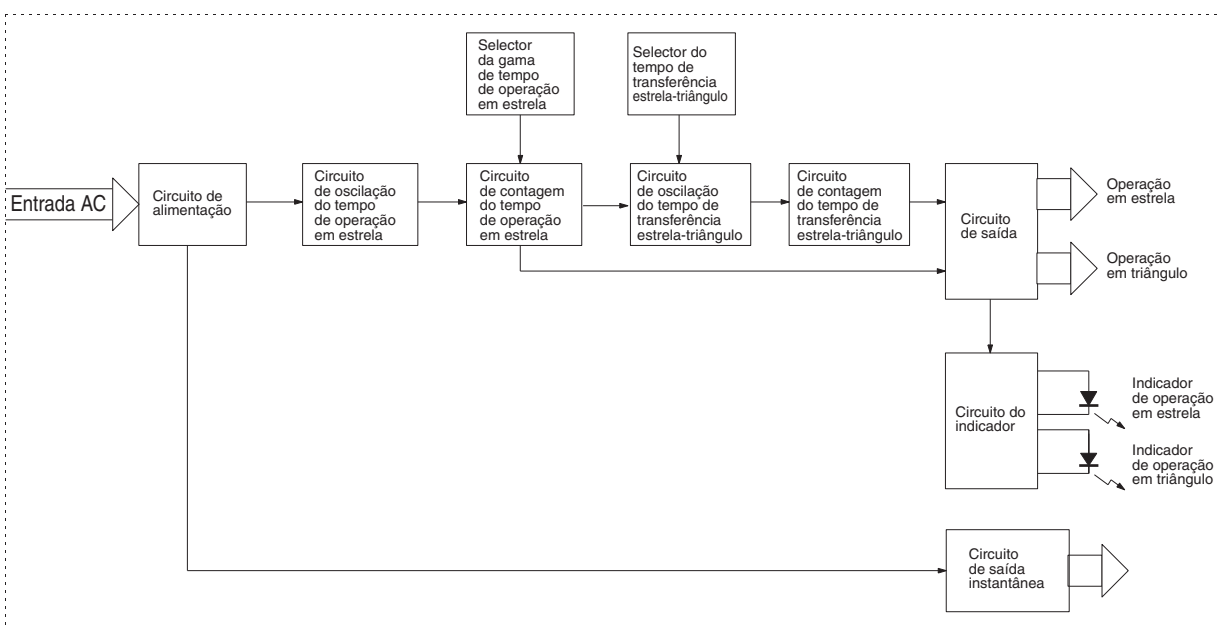 Selector
da gama
de tempo
de operação
em estrela
Selector do
tempo de
transferência
estrela-triângulo
Entrada AC
Circuito de
alimentação
Circuito
de oscilação
do tempo
de operação
em estrela
Circuito
de contagem
do tempo
de operação
em estrela
Circuito
de oscilação
do tempo de
transferência
estrela-triângulo
Circuito
de contagem
do tempo de
transferência
estrela-triângulo
Circuito
de saída
Operação
em estrela
Operação
em triângulo
Circuito do
indicador
Indicador
de operação
em estrela
Indicador
de operação
em triângulo
Circuito
de saída
instantânea